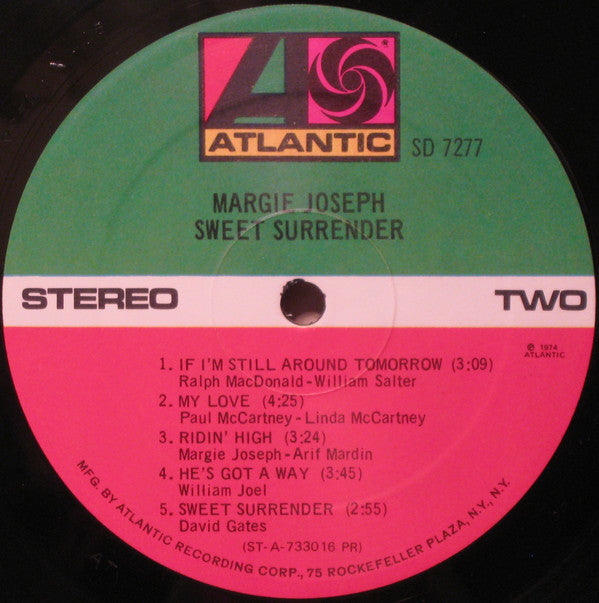 ATLANTIC
SD 7277
MARGIE JOSEPH
SWEET SURRENDER
STEREO
TWO
℗ 1974
ATLANTIC
1. IF I'M STILL AROUND TOMORROW (3:09)
Ralph MacDonald-William Salter
2. MY LOVE (4:25)
Paul McCartney-Linda McCartney
3. RIDIN' HIGH (3:24)
Margie Joseph-Arif Mardin
4. HE'S GOT A WAY (3:45)
William Joel
5. SWEET SURRENDER (2:55)
David Gates
(ST-A-733016 PR)
MFG. BY ATLANTIC RECORDING CORP., 75 ROCKEFELLER PLAZA, N.Y., N.Y.